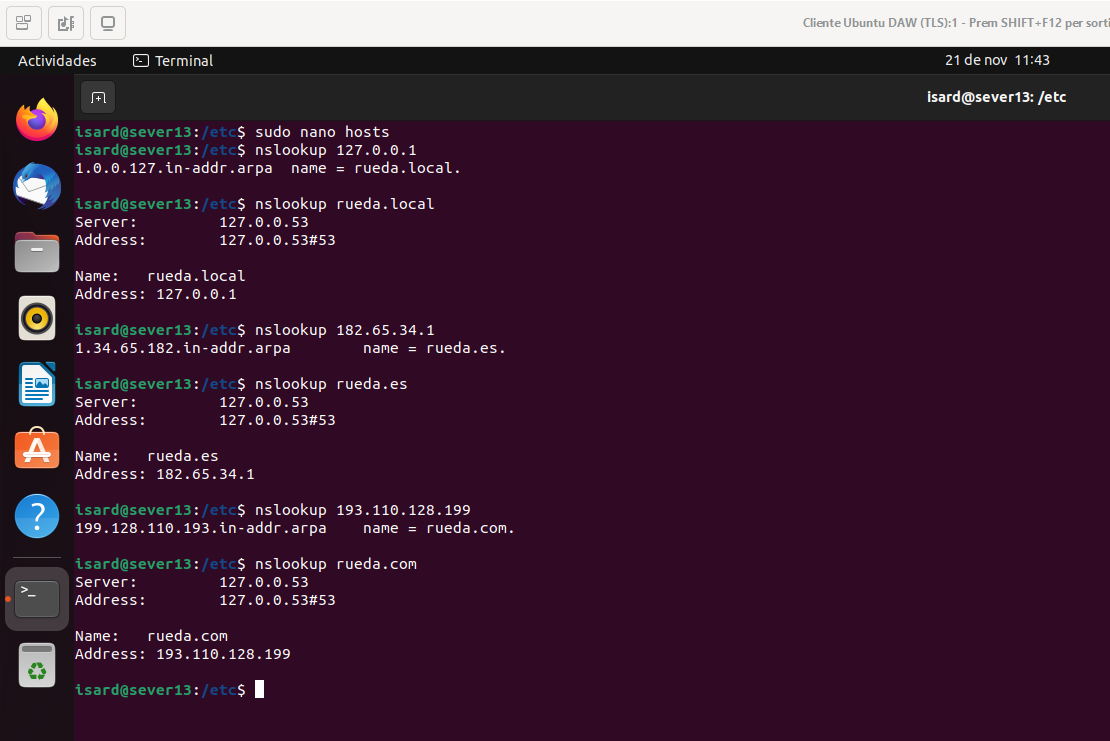 Cliente Ubuntu DAW (TLS):1 - Prem SHIFT+F12 per sorti
Actividades
Terminal
21 de nov 11:43
isard@sever13: /etc
isard@sever13:/etc$ sudo nano hosts
isard@sever13:/etc$ nslookup 127.0.0.1
1.0.0.127.in-addr.arpa  name = rueda.local.
isard@sever13:/etc$ nslookup rueda.local
Server:         127.0.0.53
Address:        127.0.0.53#53
Name:   rueda.local
Address: 127.0.0.1
isard@sever13:/etc$ nslookup 182.65.34.1
1.34.65.182.in-addr.arpa        name = rueda.es.
isard@sever13:/etc$ nslookup rueda.es
Server:         127.0.0.53
Address:        127.0.0.53#53
Name:   rueda.es
Address: 182.65.34.1
isard@sever13:/etc$ nslookup 193.110.128.199
199.128.110.193.in-addr.arpa    name = rueda.com.
isard@sever13:/etc$ nslookup rueda.com
Server:         127.0.0.53
Address:        127.0.0.53#53
Name:   rueda.com
Address: 193.110.128.199
isard@sever13:/etc$